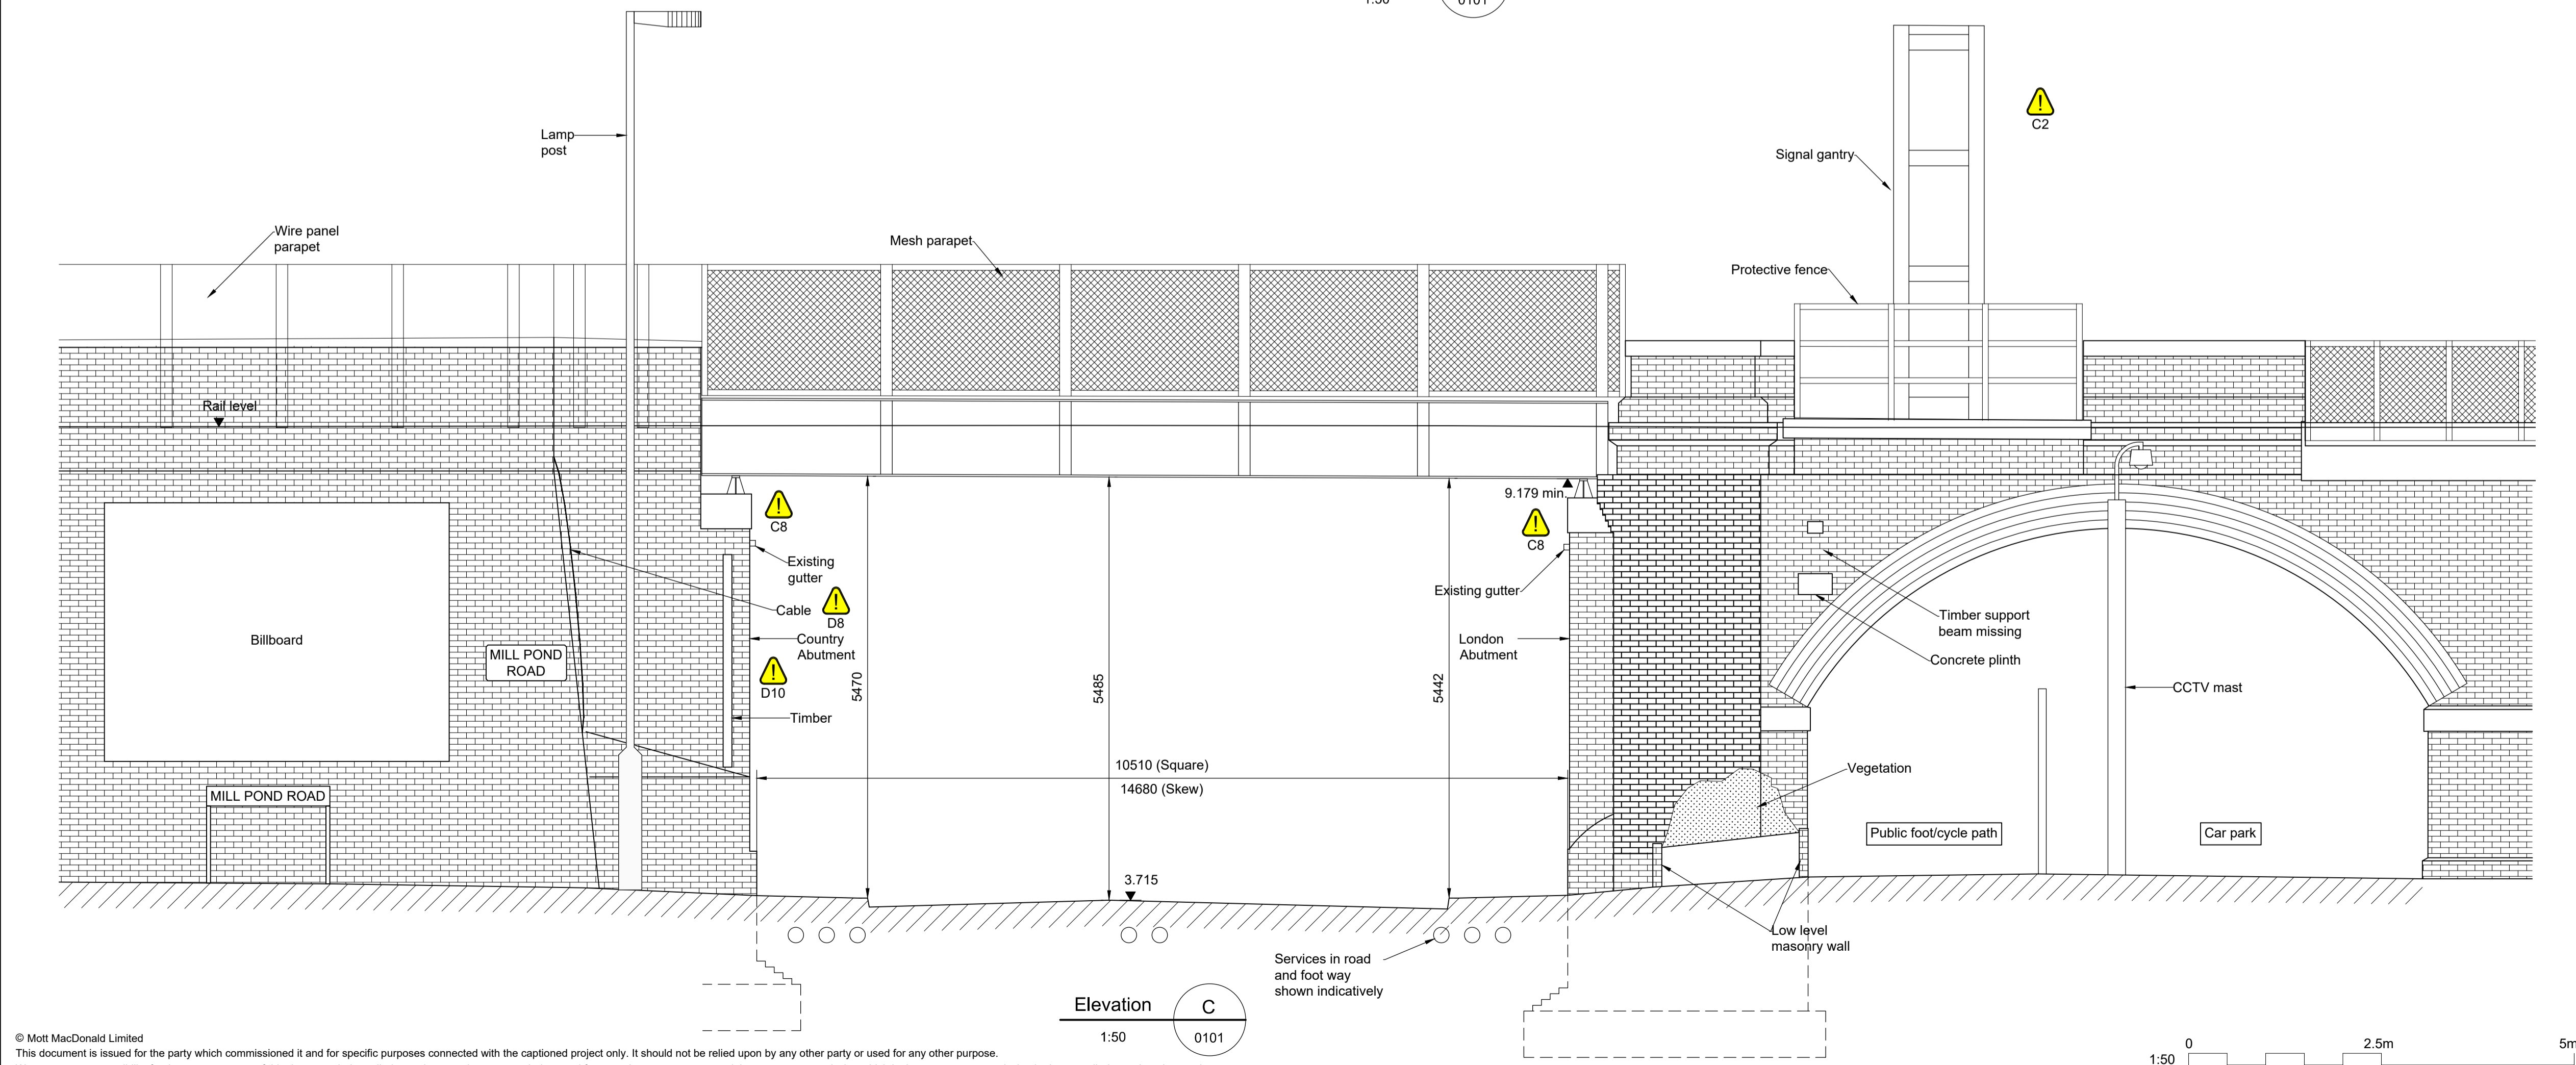 1:50
0101
Lamp
post
C2
Signal gantry
Wire panel
parapet
Mesh parapet
Protective fence
Rail level
9.179 min.
C8
C8
Existing
gutter
Existing gutter
Cable
D8
Country
Abutment
London
Abutment
Timber support
beam missing
Billboard
MILL POND
ROAD
Concrete plinth
D10
5470
5485
5442
CCTV mast
Timber
10510 (Square)
14680 (Skew)
Vegetation
MILL POND ROAD
Public foot/cycle path
Car park
3.715
Low level
masonry wall
Services in road
and foot way
shown indicatively
Elevation
C
1:50
0101
© Mott MacDonald Limited
This document is issued for the party which commissioned it and for specific purposes connected with the captioned project only. It should not be relied upon by any other party or used for any other purpose.
0
2.5m
5m
1:50